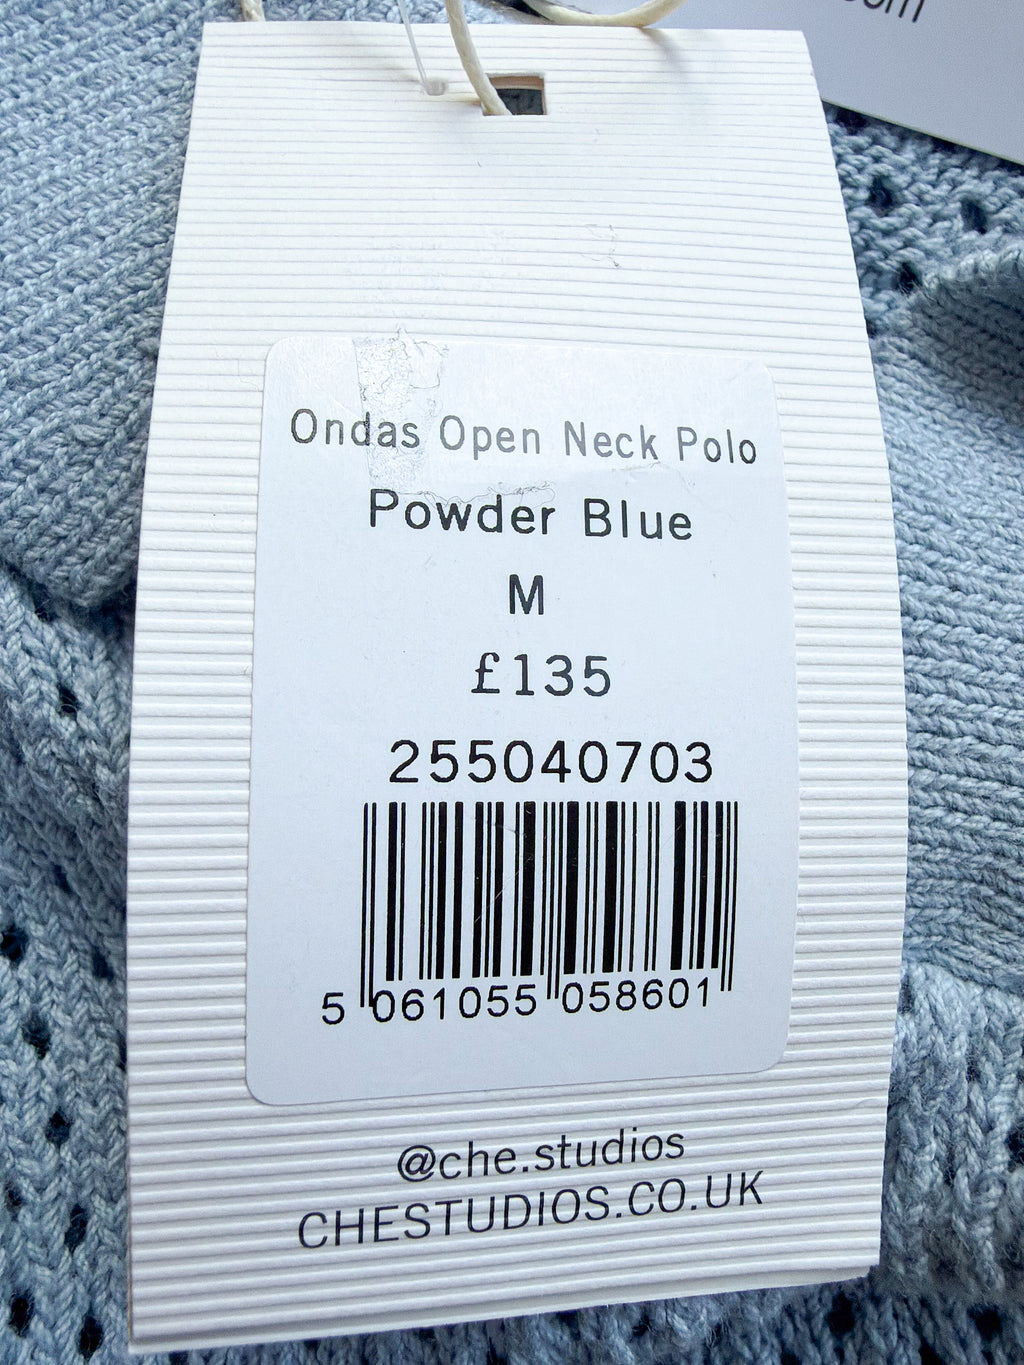 Ondas Open Neck Polo
Powder Blue
M
£135
255040703
5 061055 058601
@che.studios
CHESTUDIOS.CO.UK